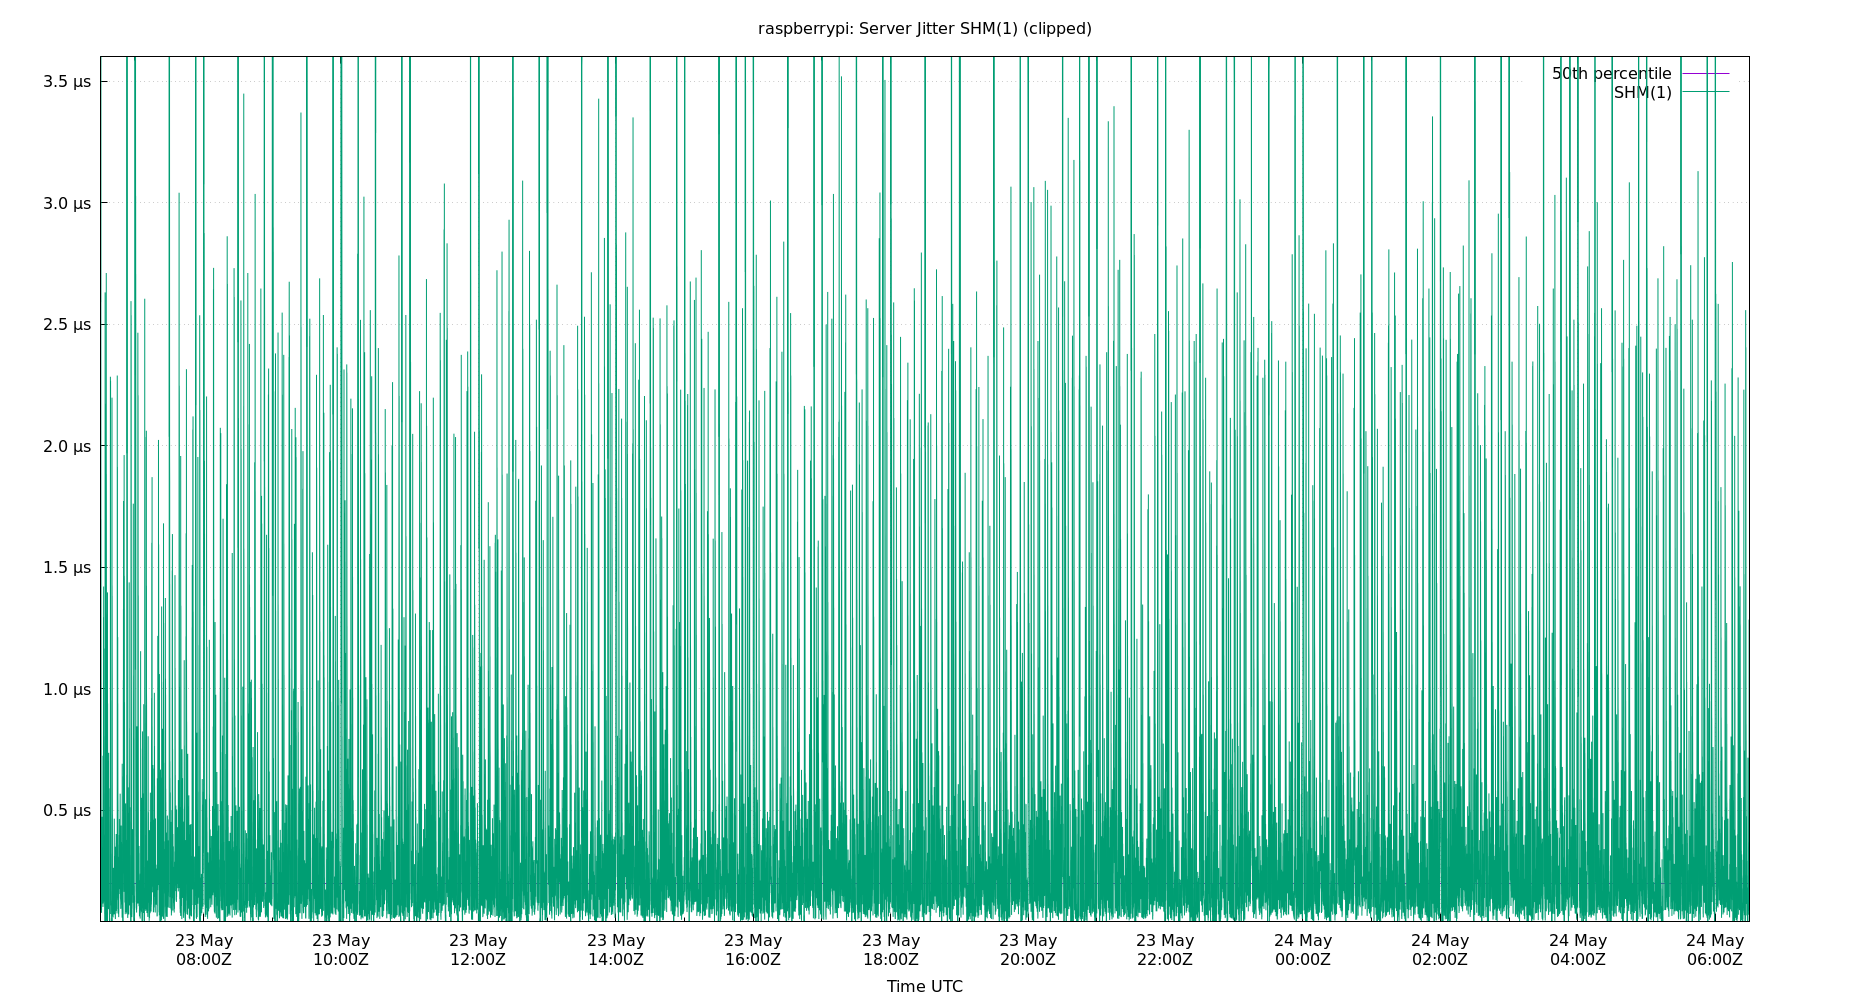 raspberrypi: Server Jitter SHM(1) (clipped)
50th percentile
SHM(1)
3.5 µs
3.0 µs
2.5 µs
2.0 µs
1.5 µs
1.0 µs
0.5 µs
23 May 23 May 23 May 23 May 23 May 23 May 23 May 23 May 24 May 24 May 24 May 24 May
08:00Z 10:00Z 12:00Z 14:00Z 16:00Z 18:00Z 20:00Z 22:00Z 00:00Z 02:00Z 04:00Z 06:00Z
Time UTC